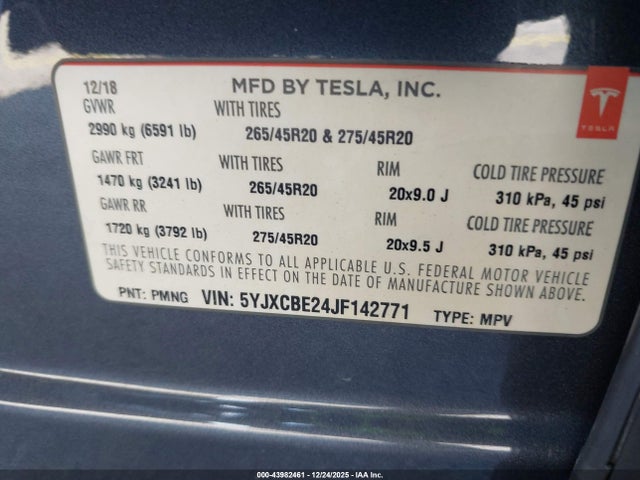 12/18 MFD BY TESLA, INC.
GVWR WITH TIRES
2990 kg (6591 lb) 265/45R20 & 275/45R20
GAWR FRT WITH TIRES RIM COLD TIRE PRESSURE
1470 kg (3241 lb) 265/45R20 20x9.0 J 310 kPa, 45 psi
GAWR RR WITH TIRES RIM COLD TIRE PRESSURE
1720 kg (3792 lb) 275/45R20 20x9.5 J 310 kPa, 45 psi
THIS VEHICLE CONFORMS TO ALL APPLICABLE U.S. FEDERAL MOTOR VEHICLE
SAFETY STANDARDS IN EFFECT ON THE DATE OF MANUFACTURE SHOWN ABOVE.
PNT: PMNG VIN: 5YJXCBE24JF142771 TYPE: MPV
TESLA
000-43982461 - 12/24/2025 - IAA Inc.